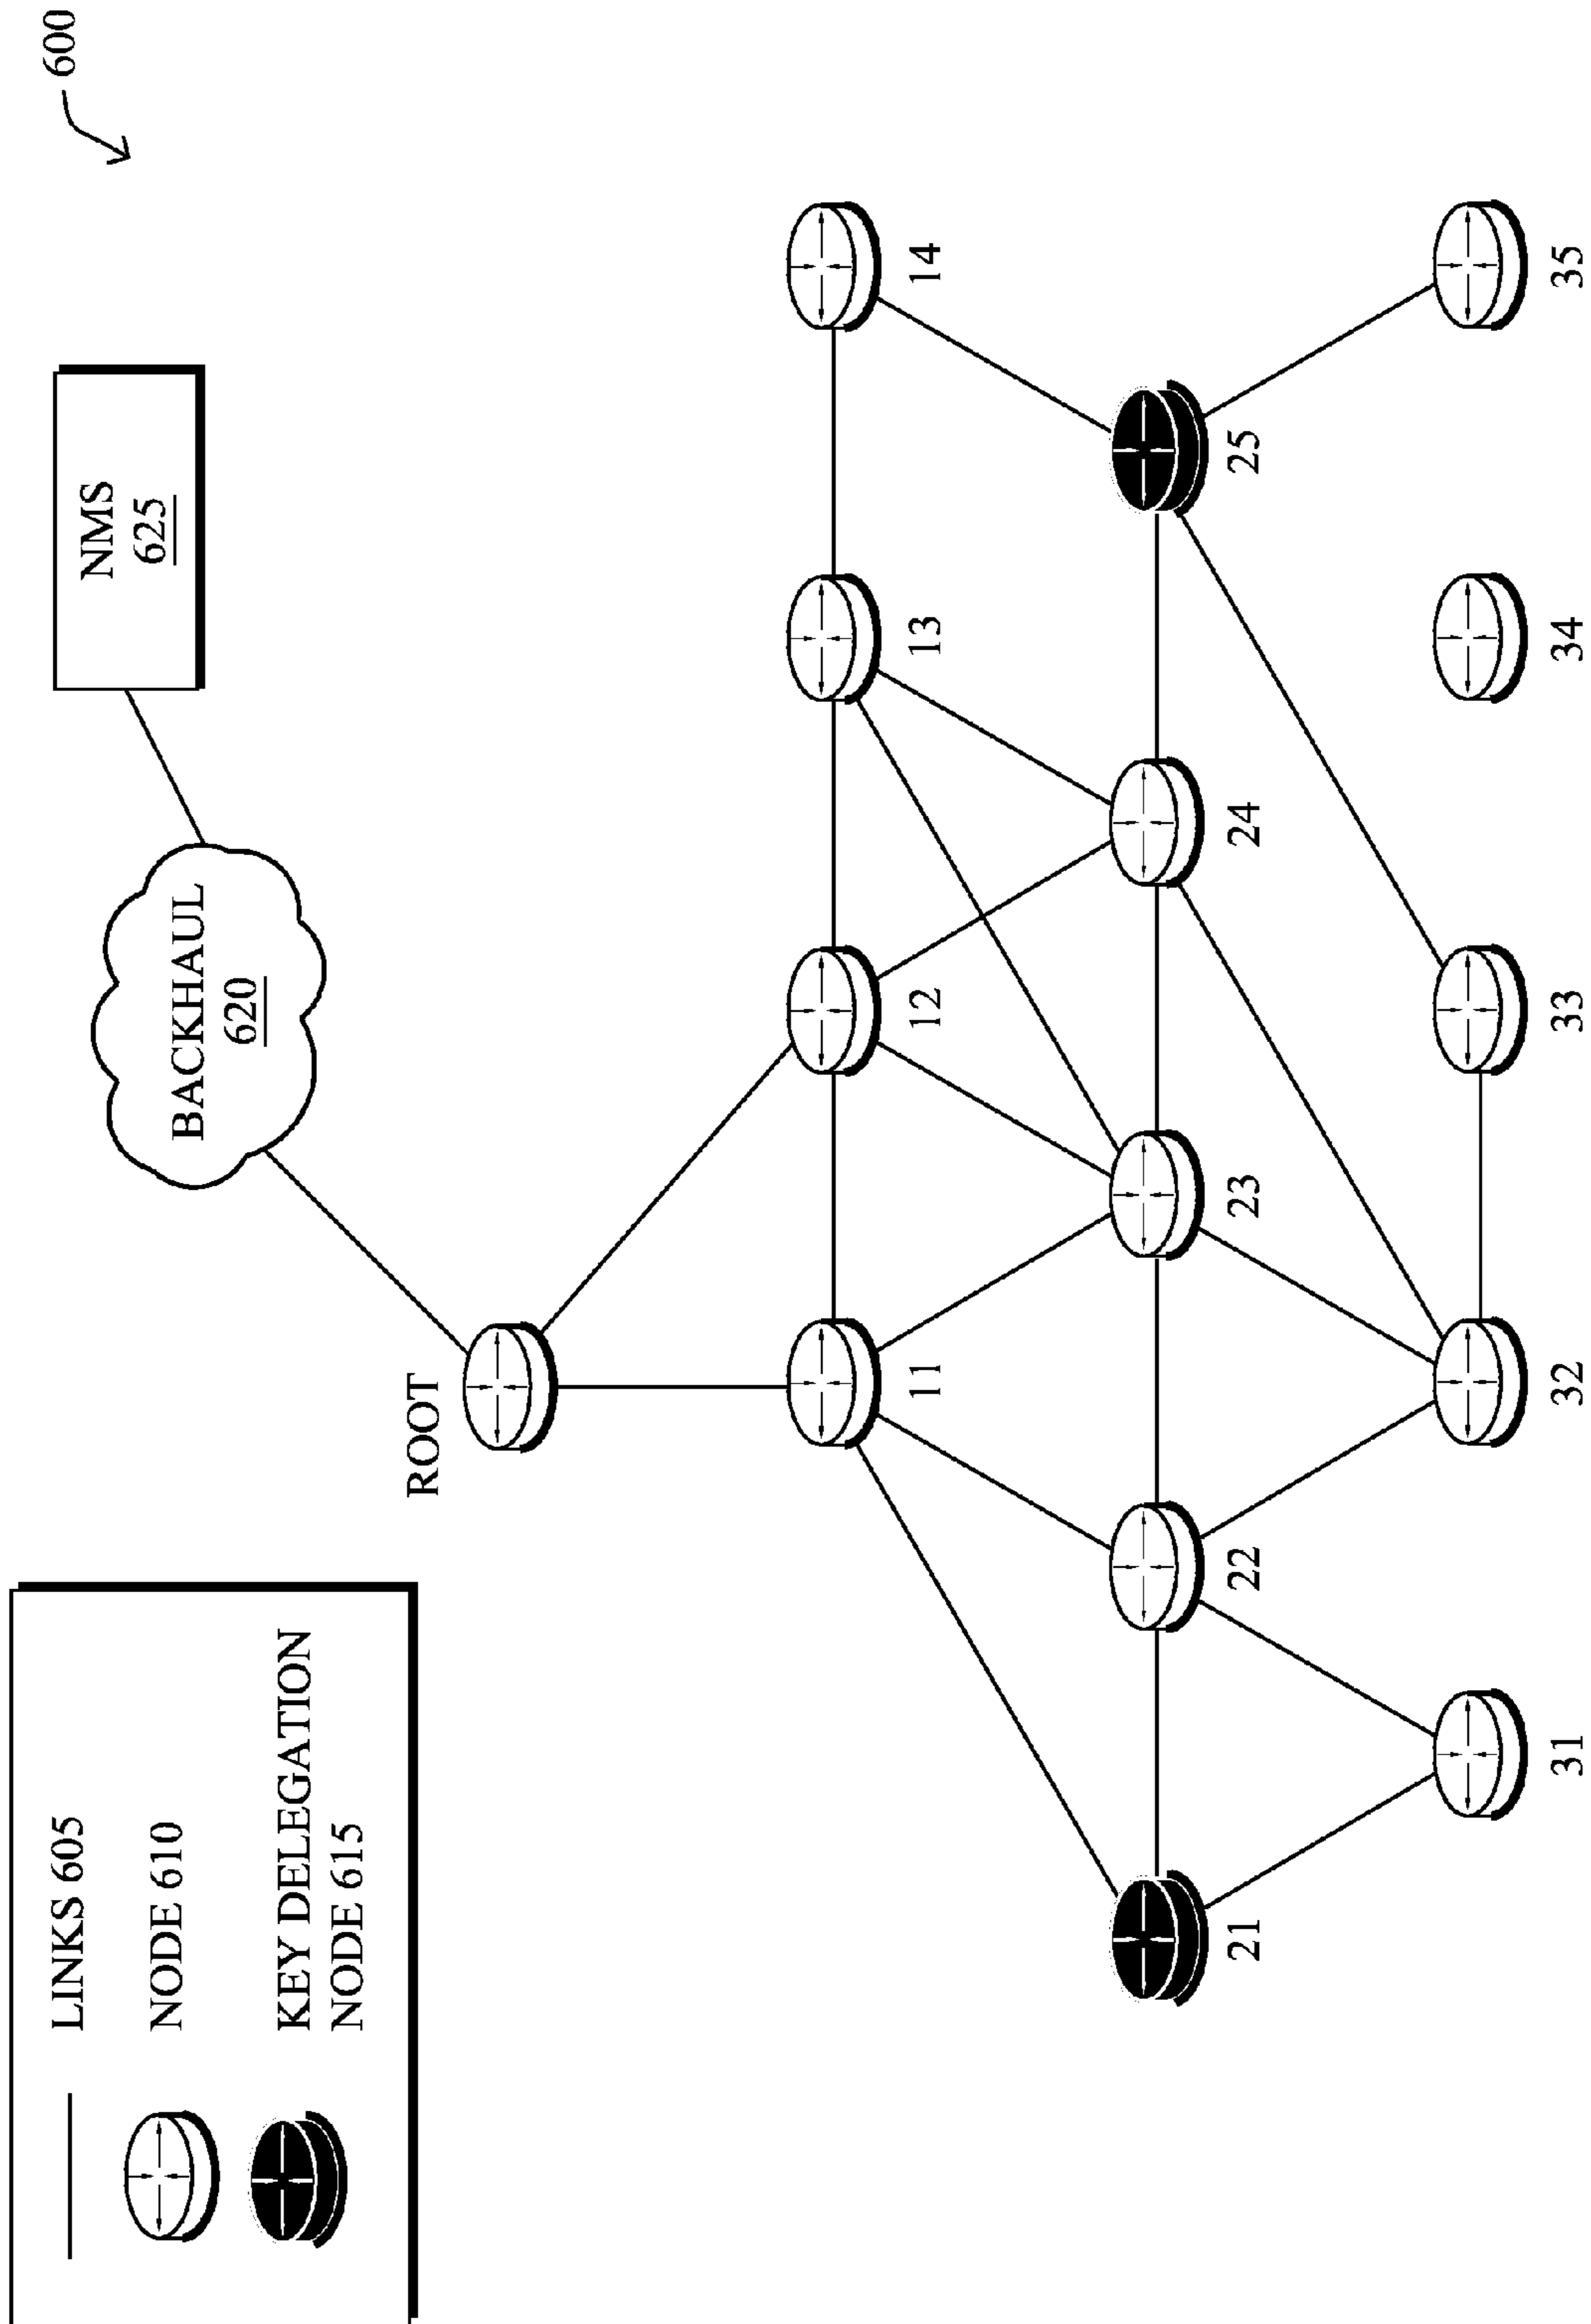 LINKS 605
NODE 610
KEY DELEGATION
NODE 615
600
NMS
625
BACKHAUL
620
ROOT
11
12
13
14
21
22
23
24
25
31
32
33
34
35